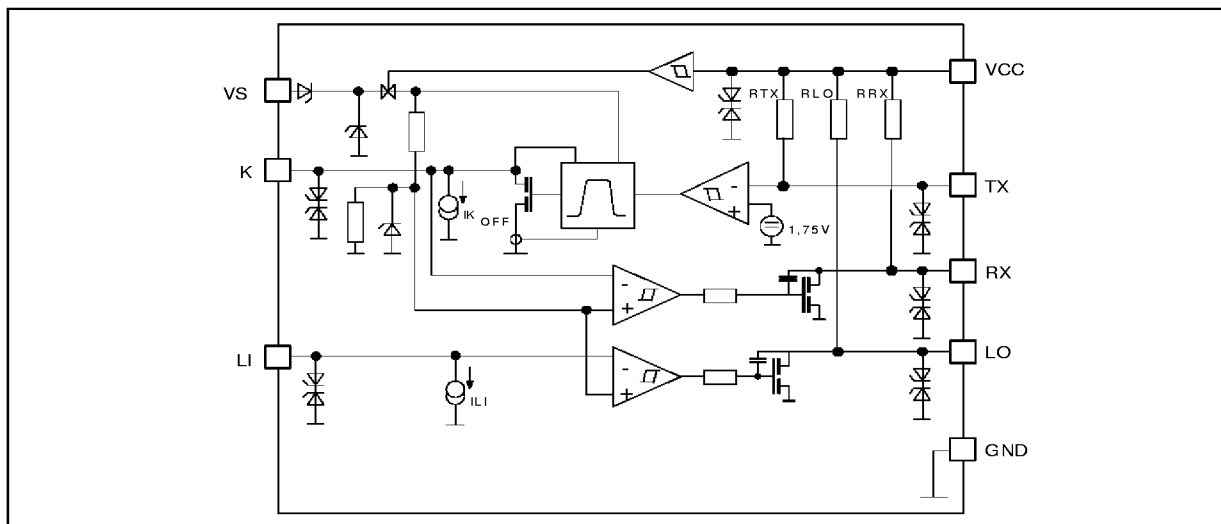 VS
VCC
RTX
RLO
RRX
K
TX
IK
OFF
-
+
1,75V
-
+
RX
LI
LO
-
+
ILI
GND